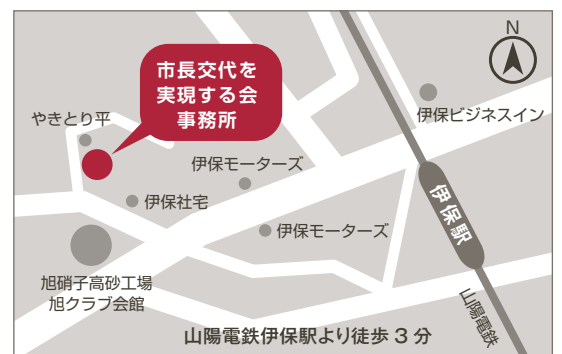 N
市長交代を
実現する会
事務所
やきとり平
伊保ビジネスイン
伊保モーターズ
伊保社宅
伊保モーターズ
伊保駅
旭硝子高砂工場
旭クラブ会館
山陽電鉄
山陽電鉄伊保駅より徒歩 3 分